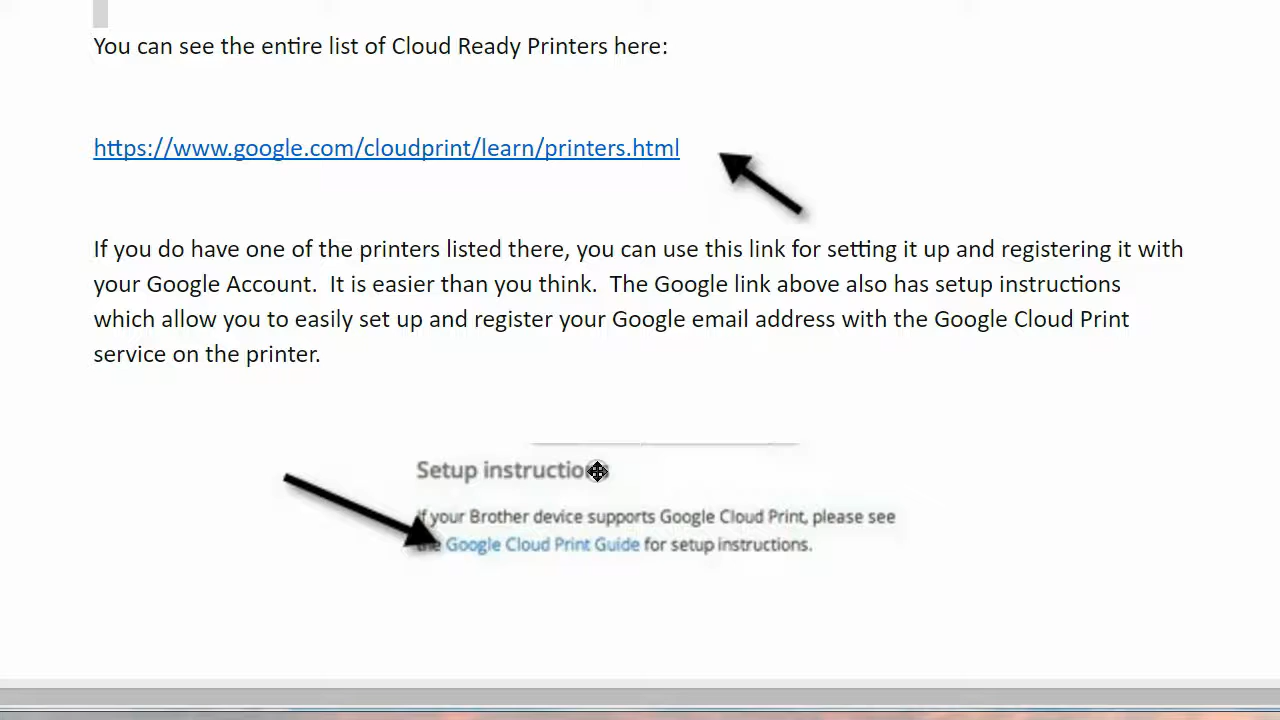 You can see the entire list of Cloud Ready Printers here:
https://www.google.com/cloudprint/learn/printers.html
If you do have one of the printers listed there, you can use this link for setting it up and registering it with
your Google Account.  It is easier than you think.  The Google link above also has setup instructions
which allow you to easily set up and register your Google email address with the Google Cloud Print
service on the printer.
Setup instructions
If your Brother device supports Google Cloud Print, please see
the Google Cloud Print Guide for setup instructions.